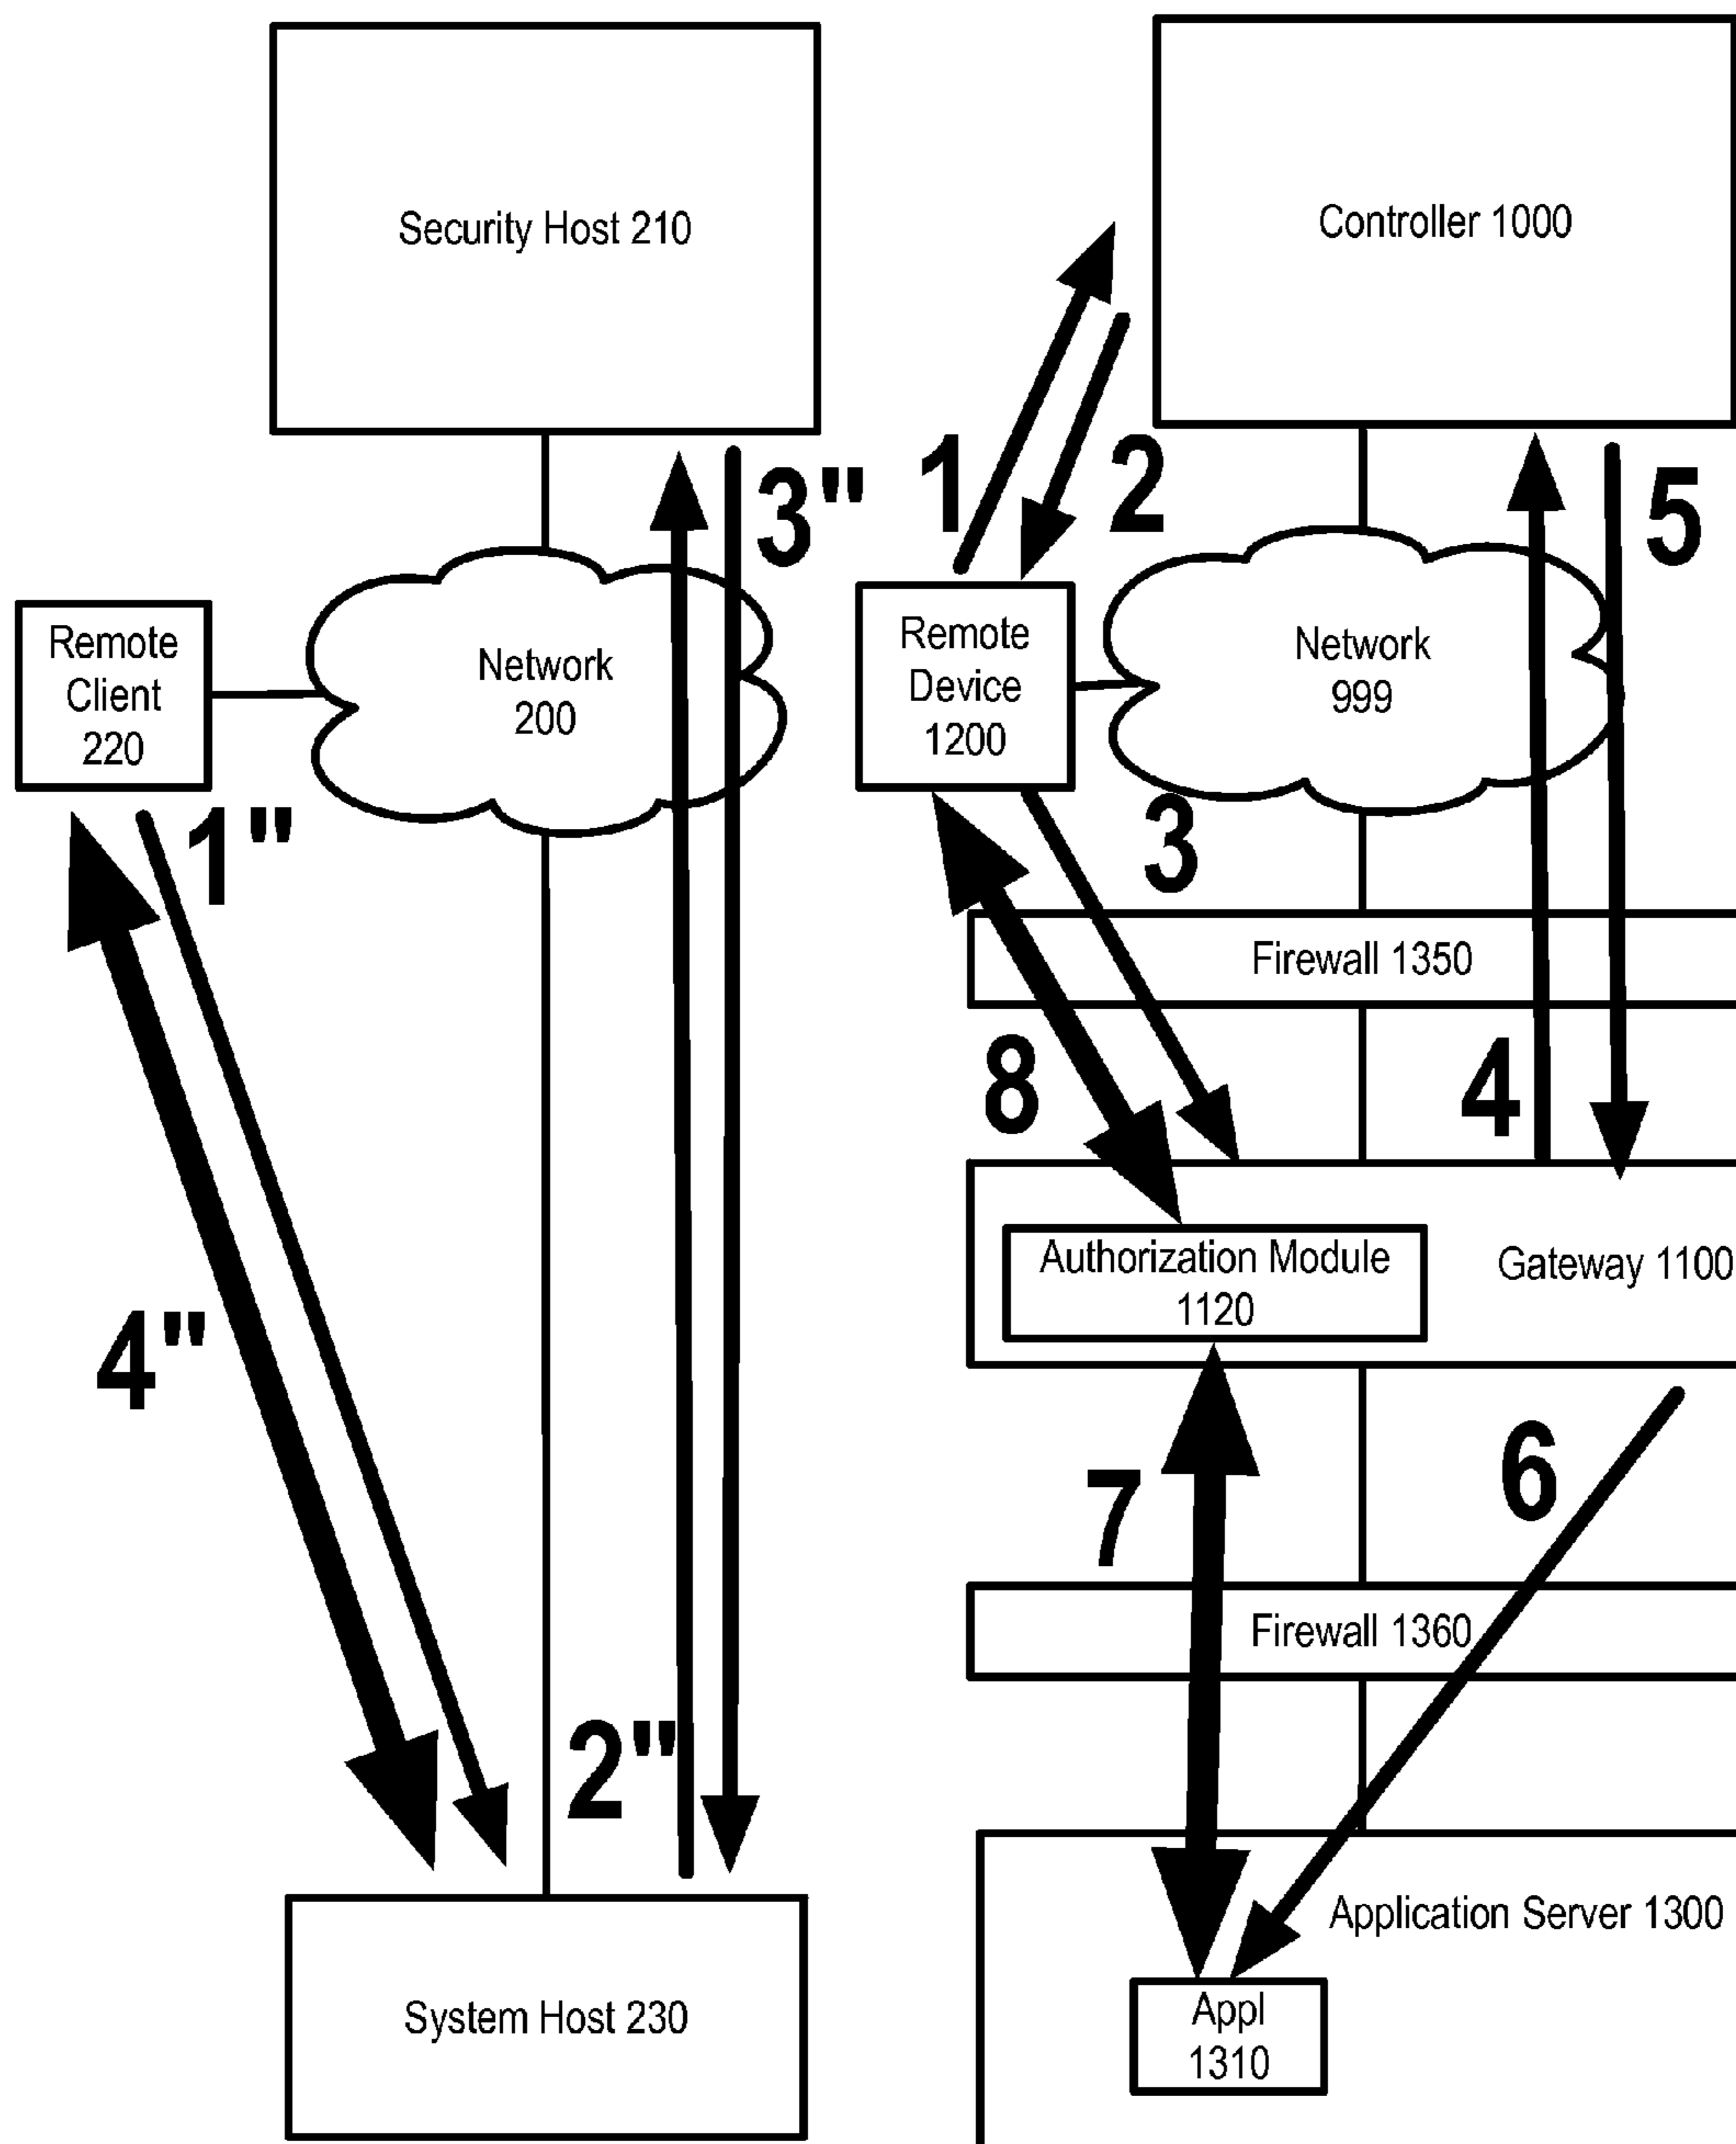 Security Host 210
Controller 1000
1
2
3"
5
Remote
Client
220
Network
200
Remote
Device
1200
Network
999
1"
3
Firewall 1350
8
4
Authorization Module
1120
Gateway 1100
4"
7
6
Firewall 1360
2"
Application Server 1300
System Host 230
Appl
1310